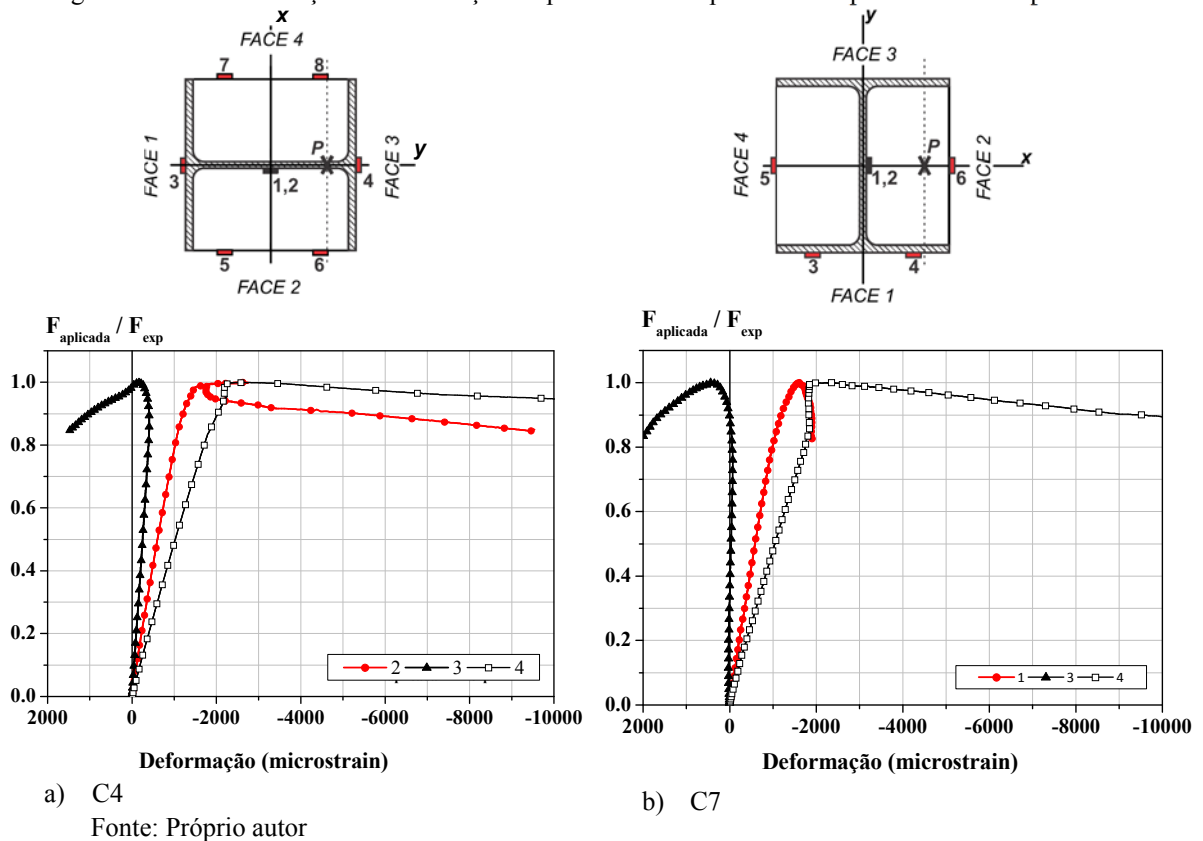 x
FACE 4
7 8
FACE 1
P
y
FACE 3
3
1,2
4
5 6
FACE 2
F aplicada / F exp
1.0
0.8
0.6
0.4
0.2
0.0
2 3 4
2000 0 -2000 -4000 -6000 -8000 -10000
Deformação (microstrain)
a) C4
Fonte: Próprio autor
y
FACE 3
FACE 4
P
FACE 2
x
5
1,2
6
3 4
FACE 1
F aplicada / F exp
1.0
0.8
0.6
0.4
0.2
0.0
1 3 4
2000 0 -2000 -4000 -6000 -8000 -10000
Deformação (microstrain)
b) C7